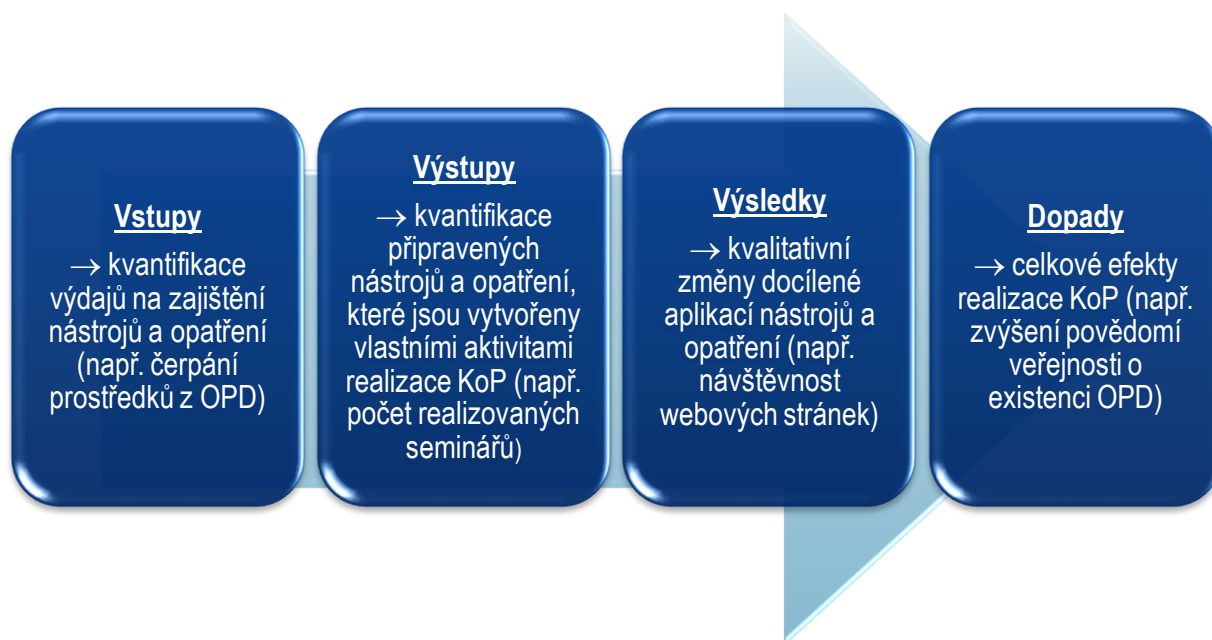 Vstupy
→ kvantifikace
výdajů na zajištění
nástrojů a opatření
(např. čerpání
prostředků z OPD)
Výstupy
→ kvantifikace
připravených
nástrojů a opatření,
které jsou vytvořeny
vlastními aktivitami
realizace KoP (např.
počet realizovaných
seminářů)
Výsledky
→ kvalitativní
změny docílené
aplikací nástrojů a
opatření (např.
návštěvnost
webových stránek)
Dopady
→ celkové efekty
realizace KoP (např.
zvýšení povědomí
veřejnosti o
existenci OPD)